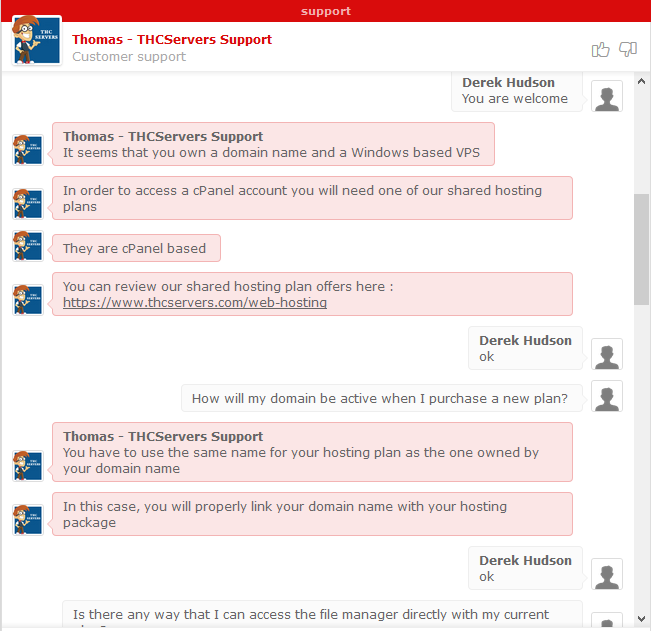 support
THC
SERVERS
Thomas - THCServers Support
Customer support
Derek Hudson
You are welcome
Thomas - THCServers Support
It seems that you own a domain name and a Windows based VPS
In order to access a cPanel account you will need one of our shared hosting
plans
They are cPanel based
You can review our shared hosting plan offers here :
https://www.thcservers.com/web-hosting
Derek Hudson
ok
How will my domain be active when I purchase a new plan?
Thomas - THCServers Support
You have to use the same name for your hosting plan as the one owned by
your domain name
In this case, you will properly link your domain name with your hosting
package
Derek Hudson
ok
Is there any way that I can access the file manager directly with my current